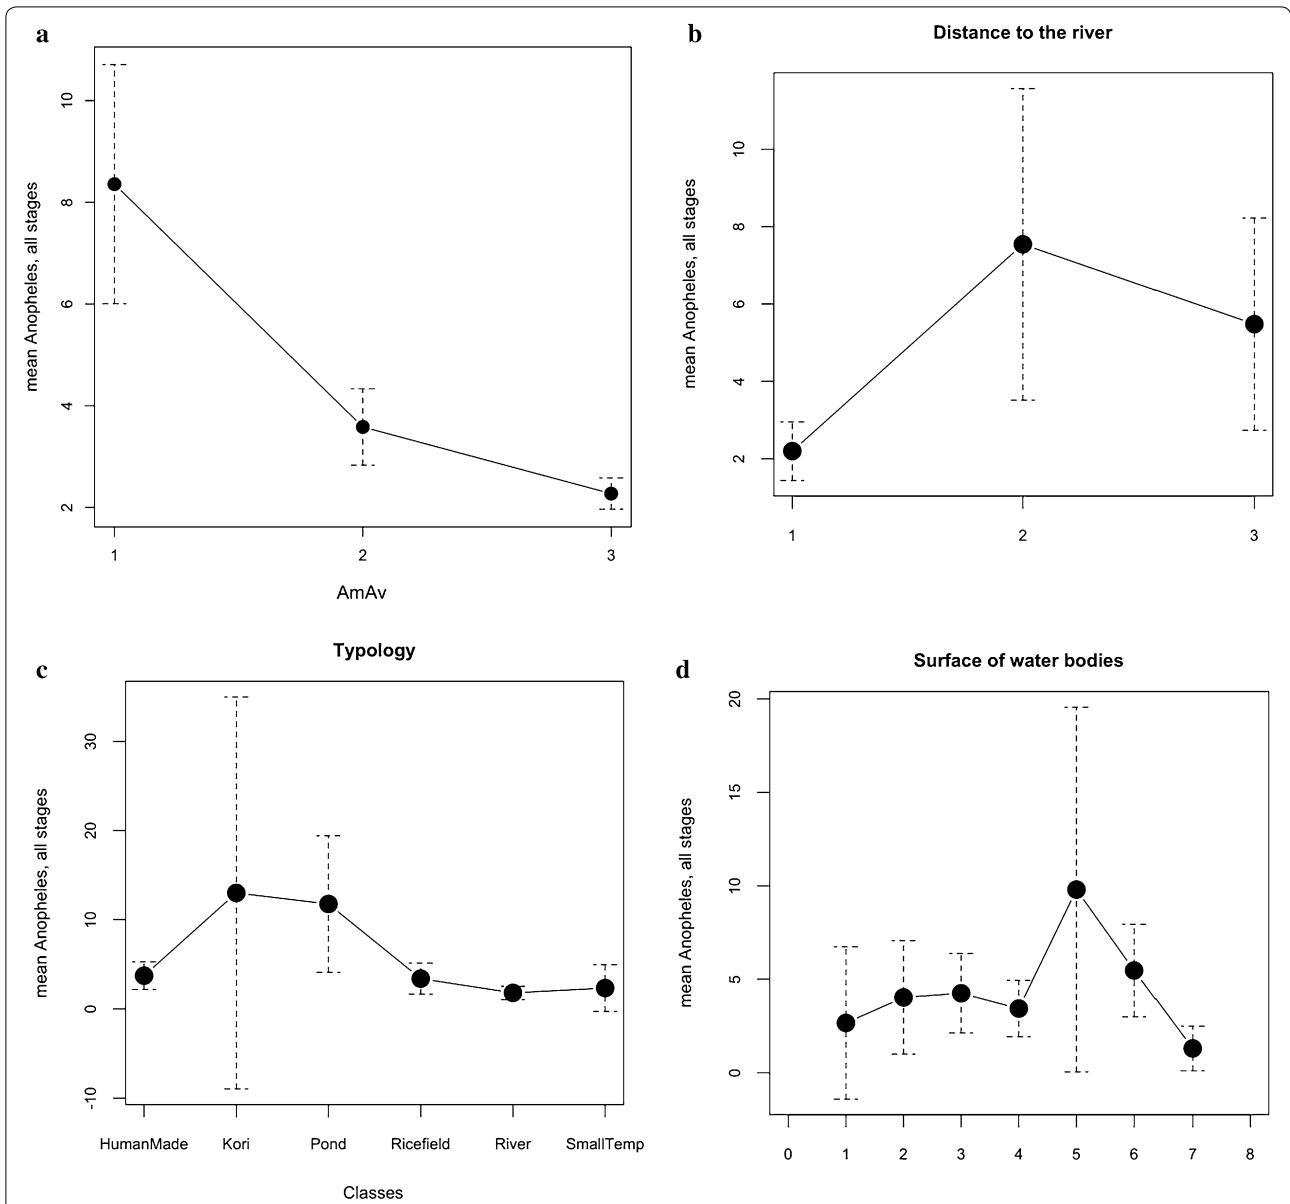 a
mean Anopheles, all stages
10
8
6
4
2
1 2 3
AmAv
b
Distance to the river
mean Anopheles, all stages
10
8
6
4
2
1 2 3
c
Typology
mean Anopheles, all stages
30
20
10
0
-10
HumanMade Kori Pond Ricefield River SmallTemp
Classes
d
Surface of water bodies
mean Anopheles, all stages
20
15
10
5
0
0 1 2 3 4 5 6 7 8